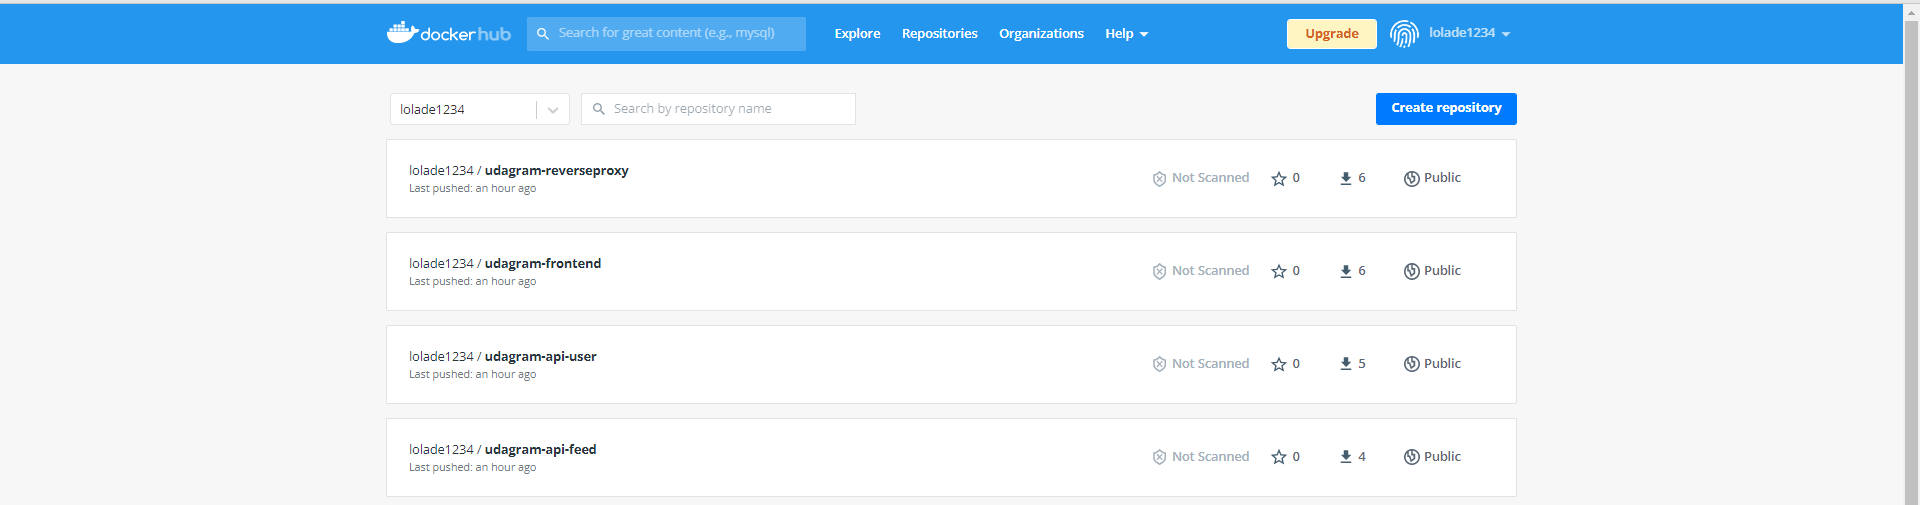 dockerhub Search for great content (e.g., mysql) Explore Repositories Organizations Help Upgrade lolade1234
lolade1234 Search by repository name Create repository
lolade1234 / udagram-reverseproxy Not Scanned 0 6 Public
Last pushed: an hour ago
lolade1234 / udagram-frontend Not Scanned 0 6 Public
Last pushed: an hour ago
lolade1234 / udagram-api-user Not Scanned 0 5 Public
Last pushed: an hour ago
lolade1234 / udagram-api-feed Not Scanned 0 4 Public
Last pushed: an hour ago